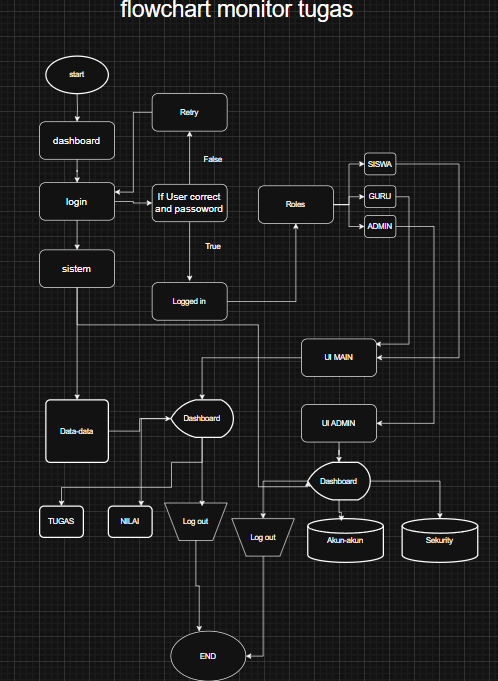 flowchart monitor tugas
start
Retry
dashboard
False
SISWA
login
If User correct
and passoword
Roles
GURU
ADMIN
True
sistem
Logged in
UI MAIN
Data-data
Dashboard
UI ADMIN
Dashboard
TUGAS
NILAI
Log out
Log out
Akun-akun
Sekurity
END